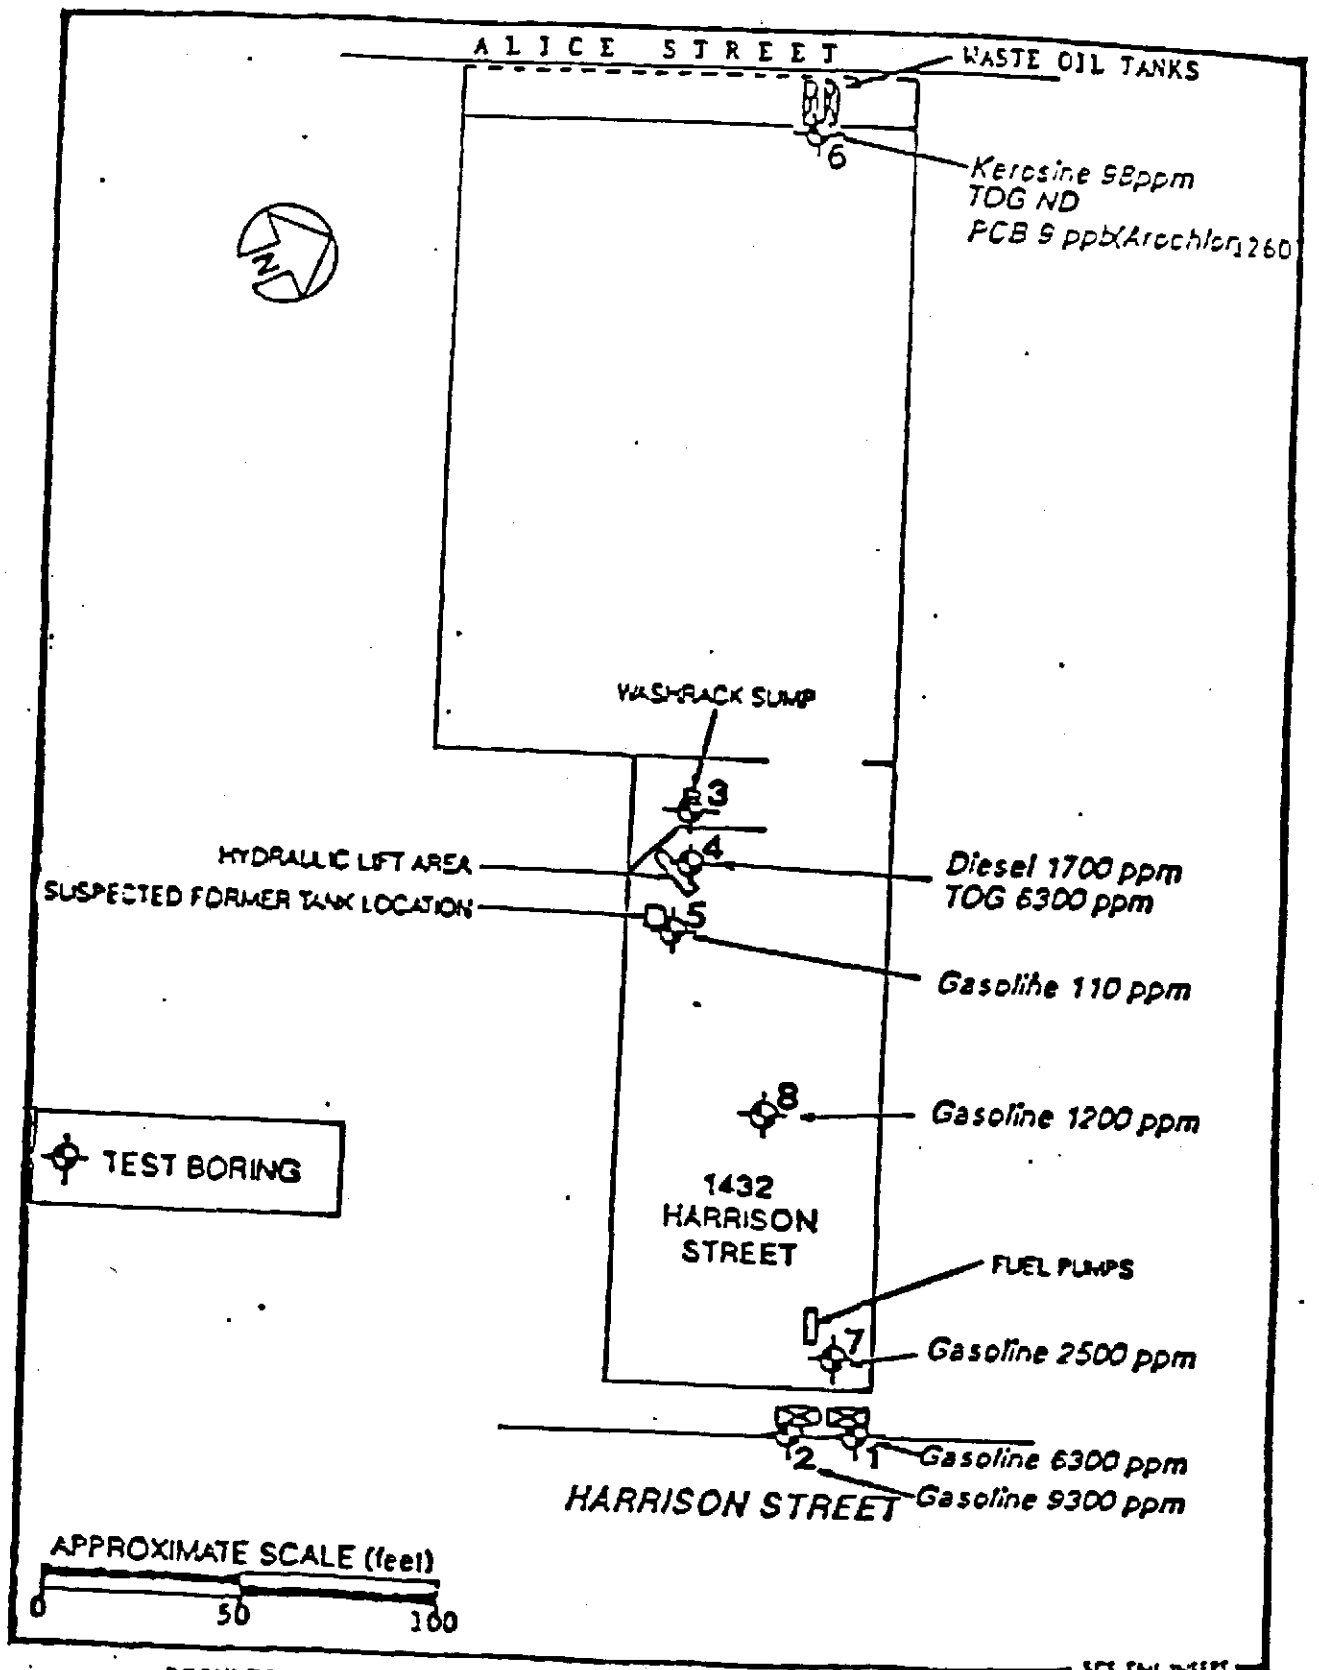 ALICE STREET
WASTE OIL TANKS
6
Kerosine 98ppm
TOG ND
PCB 9 ppb(Arochlor1260)
N
WASHRACK SUMP
3
4
HYDRAULIC LIFT AREA
Diesel 1700 ppm
TOG 6300 ppm
SUSPECTED FORMER TANK LOCATION
5
Gasoline 110 ppm
8
Gasoline 1200 ppm
TEST BORING
1432
HARRISON
STREET
FUEL PUMPS
7
Gasoline 2500 ppm
2
1
Gasoline 6300 ppm
Gasoline 9300 ppm
HARRISON STREET
APPROXIMATE SCALE (feet)
0
50
100